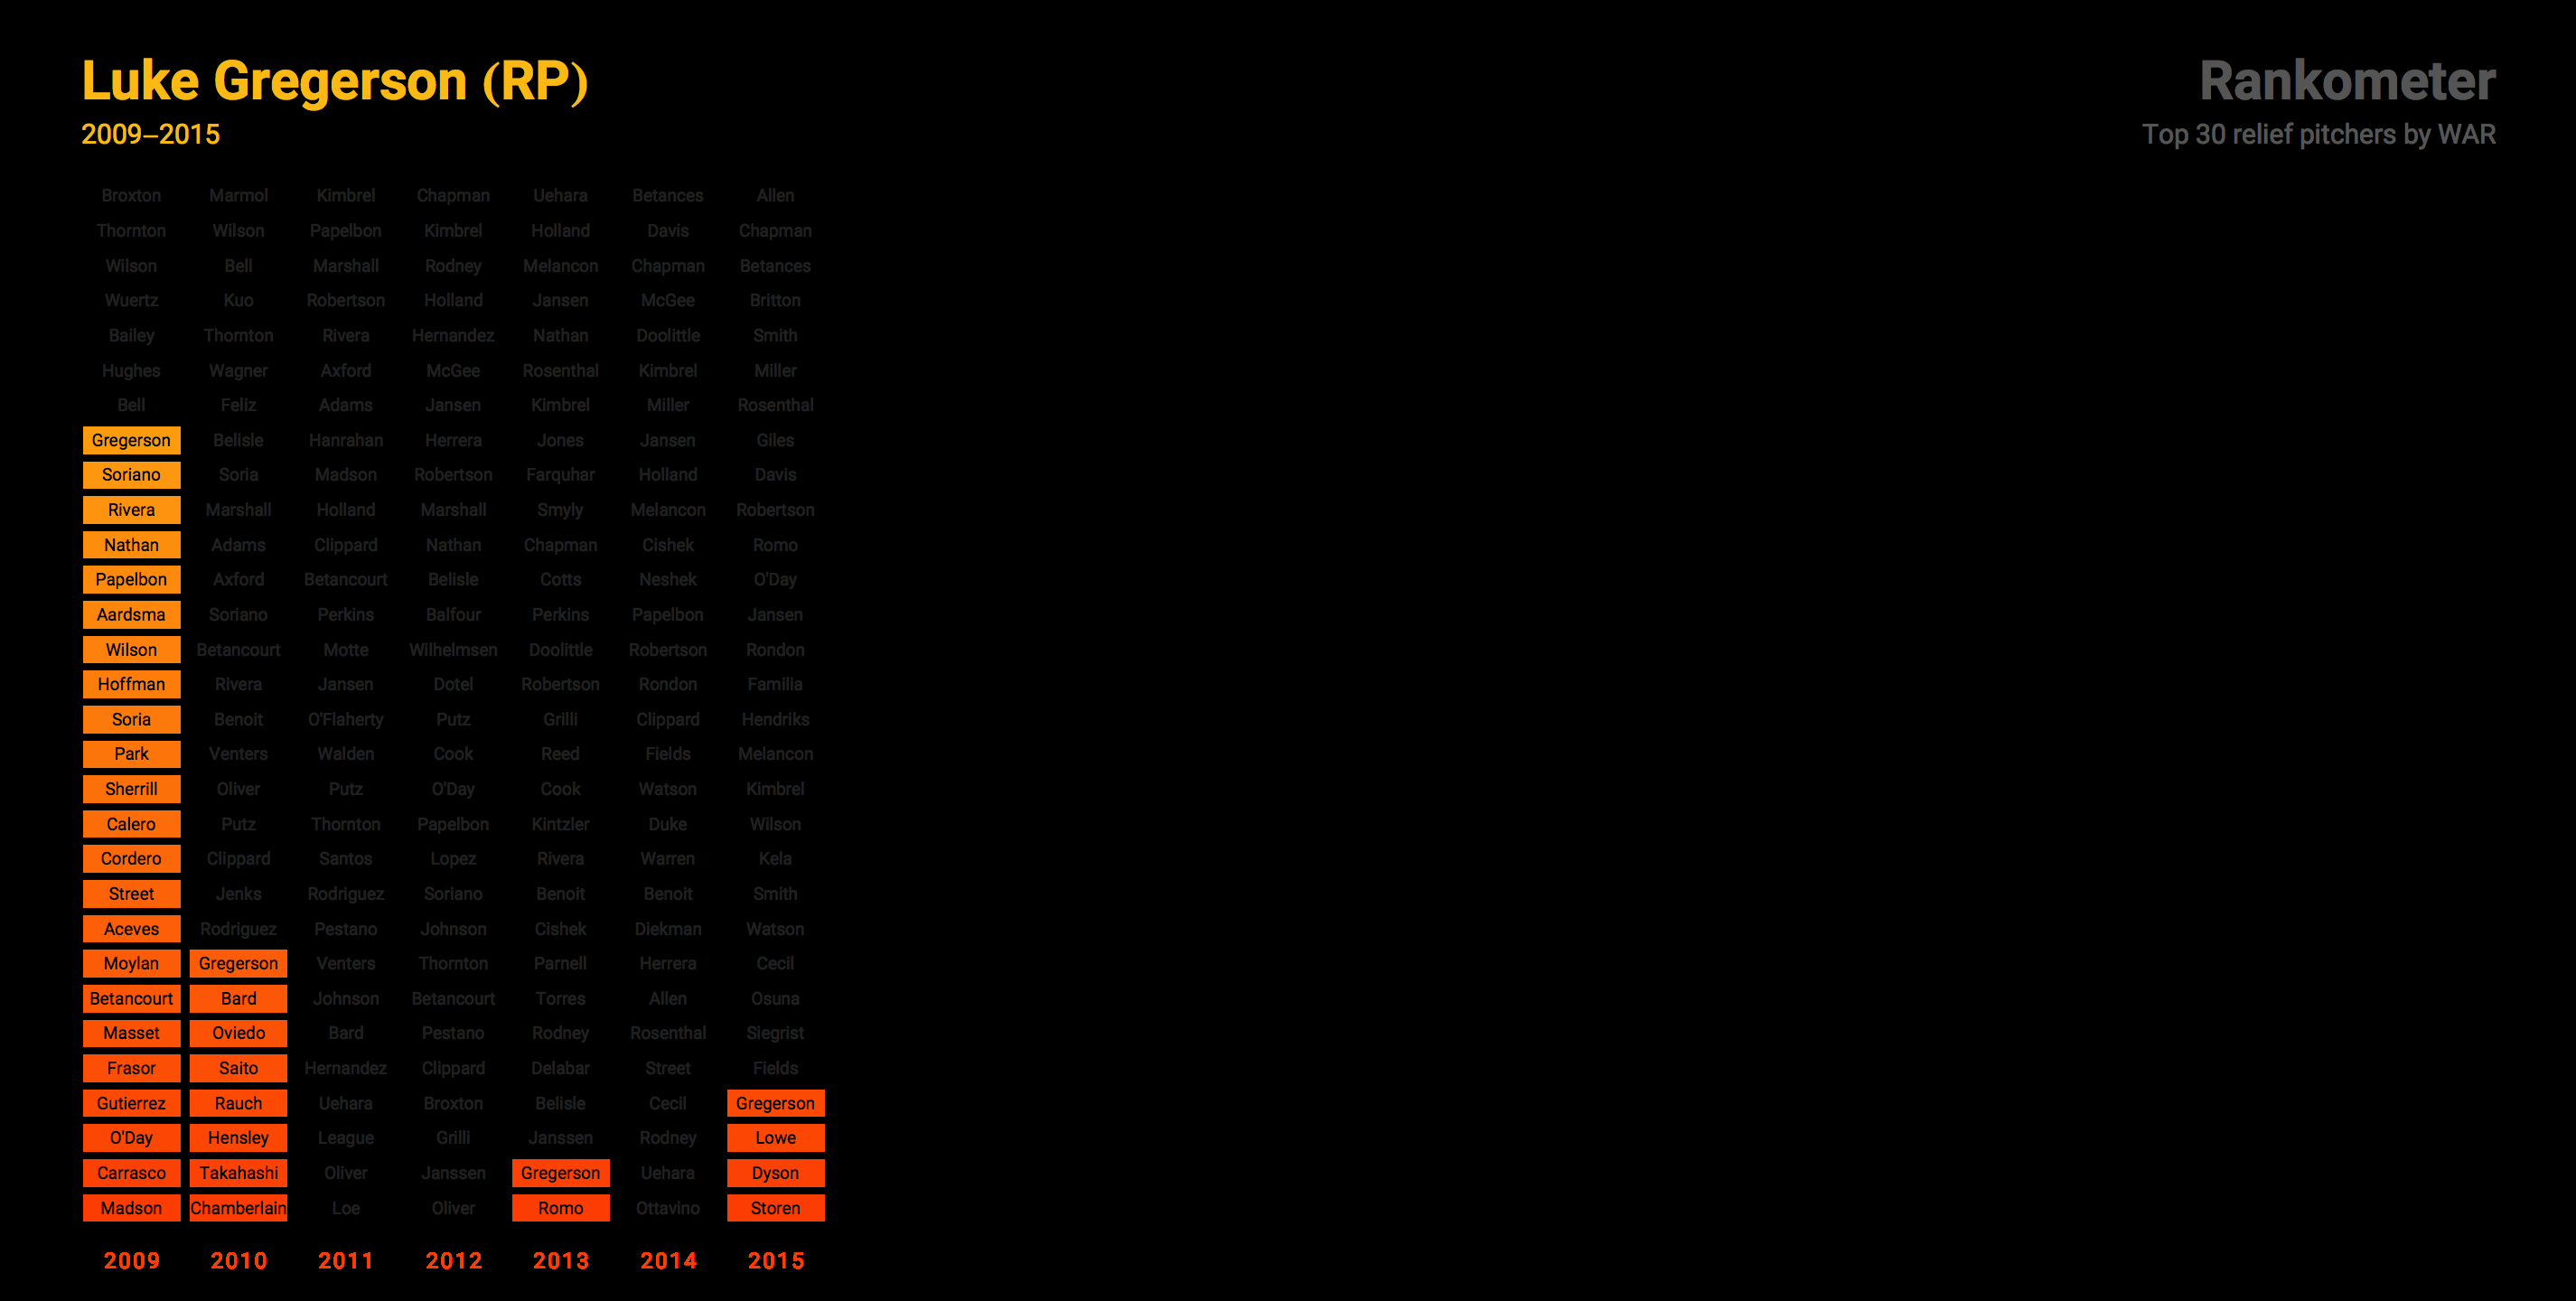 Luke Gregerson (RP)
2009–2015
Rankometer
Top 30 relief pitchers by WAR
Broxton Marmol Kimbrel Chapman Uehara Betances Allen
Thornton Wilson Papelbon Kimbrel Holland Davis Chapman
Wilson Bell Marshall Rodney Melancon Chapman Betances
Wuertz Kuo Robertson Holland Jansen McGee Britton
Bailey Thornton Rivera Hernandez Nathan Doolittle Smith
Hughes Wagner Axford McGee Rosenthal Kimbrel Miller
Bell Feliz Adams Jansen Kimbrel Miller Rosenthal
Gregerson Belisle Hanrahan Herrera Jones Jansen Giles
Soriano Soria Madson Robertson Farquhar Holland Davis
Rivera Marshall Holland Marshall Smyly Melancon Robertson
Nathan Adams Clippard Nathan Chapman Cishek Romo
Papelbon Axford Betancourt Belisle Cotts Neshek O'Day
Aardsma Soriano Perkins Balfour Perkins Papelbon Jansen
Wilson Betancourt Motte Wilhelmsen Doolittle Robertson Rondon
Hoffman Rivera Jansen Dotel Robertson Rondon Familia
Soria Benoit O'Flaherty Putz Grilli Clippard Hendriks
Park Venters Walden Cook Reed Fields Melancon
Sherrill Oliver Putz O'Day Cook Watson Kimbrel
Calero Putz Thornton Papelbon Kintzler Duke Wilson
Cordero Clippard Santos Lopez Rivera Warren Kela
Street Jenks Rodriguez Soriano Benoit Benoit Smith
Aceves Rodriguez Pestano Johnson Cishek Diekman Watson
Moylan Gregerson Venters Thornton Parnell Herrera Cecil
Betancourt Bard Johnson Betancourt Torres Allen Osuna
Masset Oviedo Bard Pestano Rodney Rosenthal Siegrist
Frasor Saito Hernandez Clippard Delabar Street Fields
Gutierrez Rauch Uehara Broxton Belisle Cecil Gregerson
O'Day Hensley League Grilli Janssen Rodney Lowe
Carrasco Takahashi Oliver Janssen Gregerson Uehara Dyson
Madson Chamberlain Loe Oliver Romo Ottavino Storen
2009 2010 2011 2012 2013 2014 2015